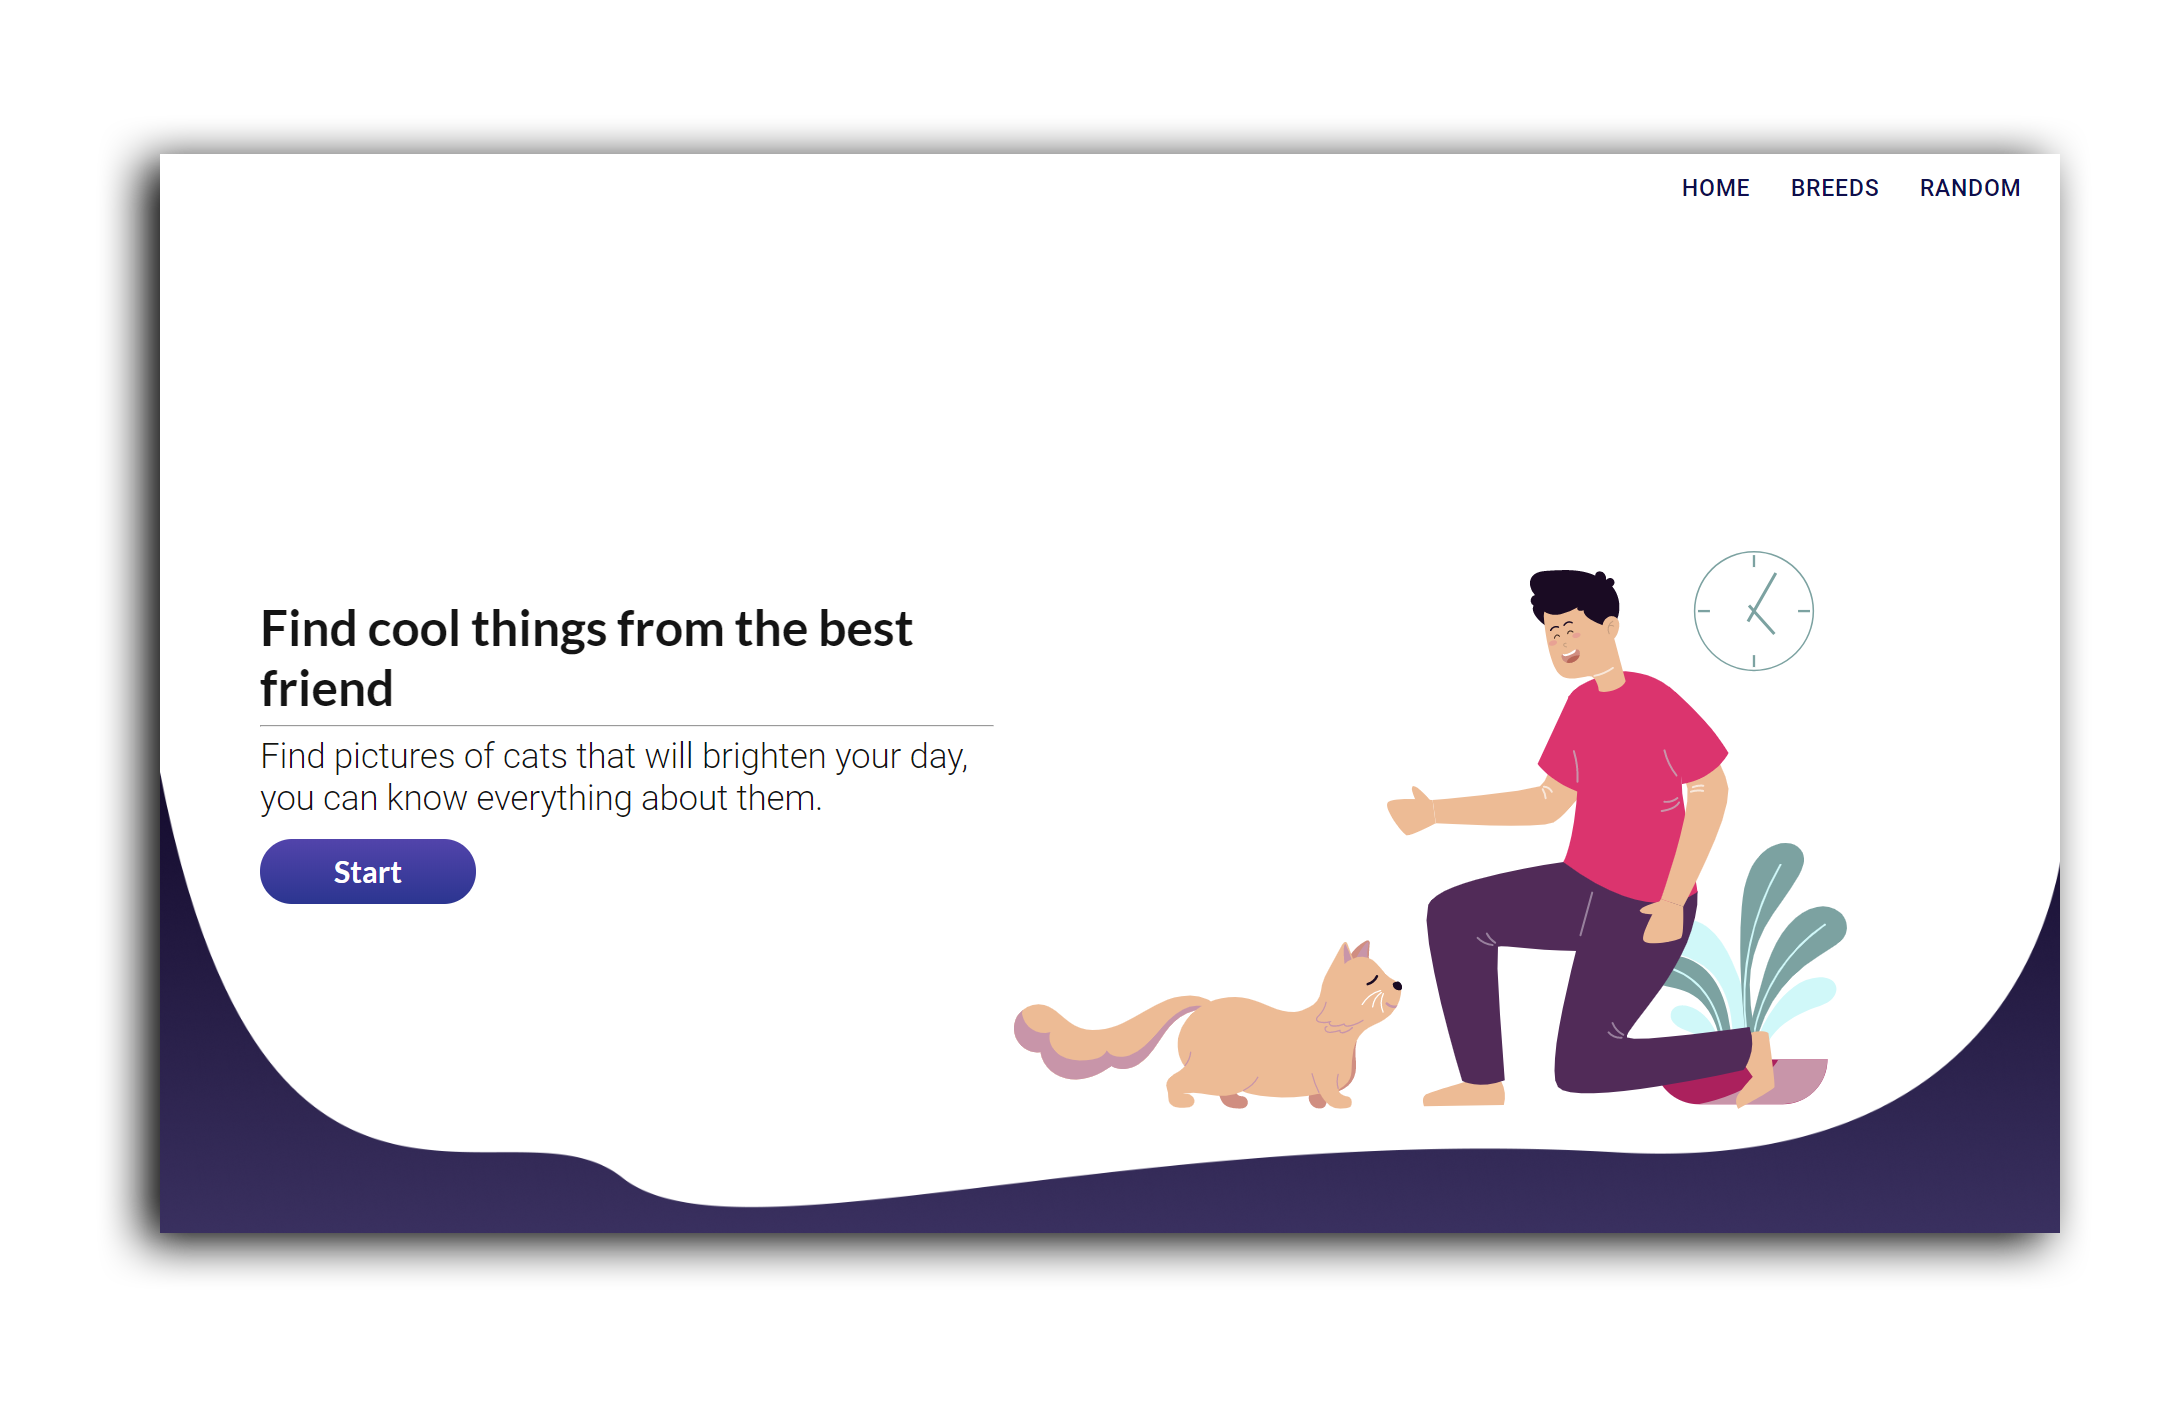 HOME BREEDS RANDOM
Find cool things from the best
friend
Find pictures of cats that will brighten your day,
you can know everything about them.
Start